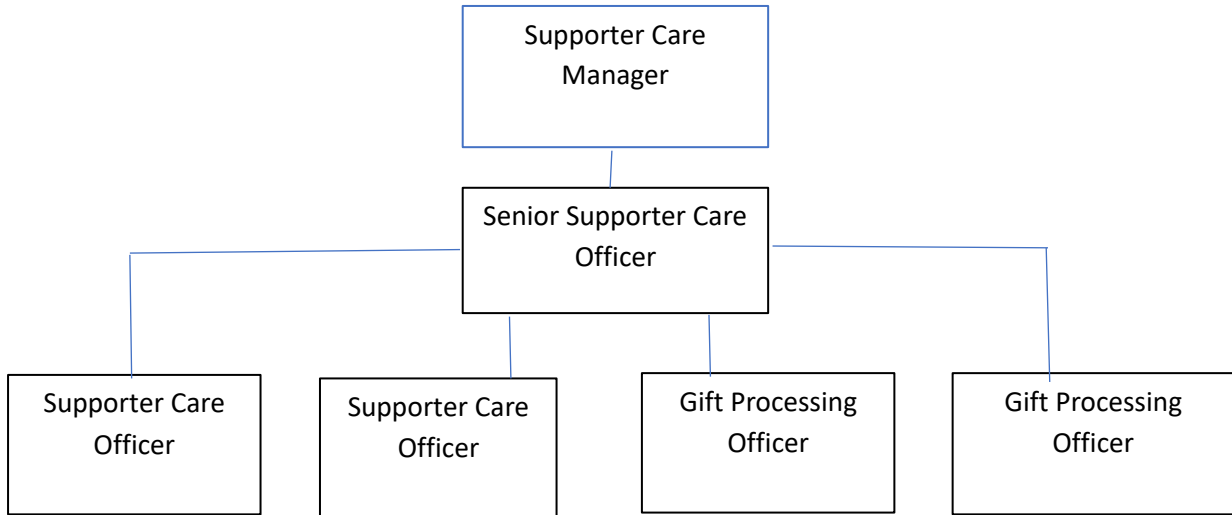 Supporter Care
Manager
Senior Supporter Care
Officer
Supporter Care
Officer
Supporter Care
Officer
Gift Processing
Officer
Gift Processing
Officer